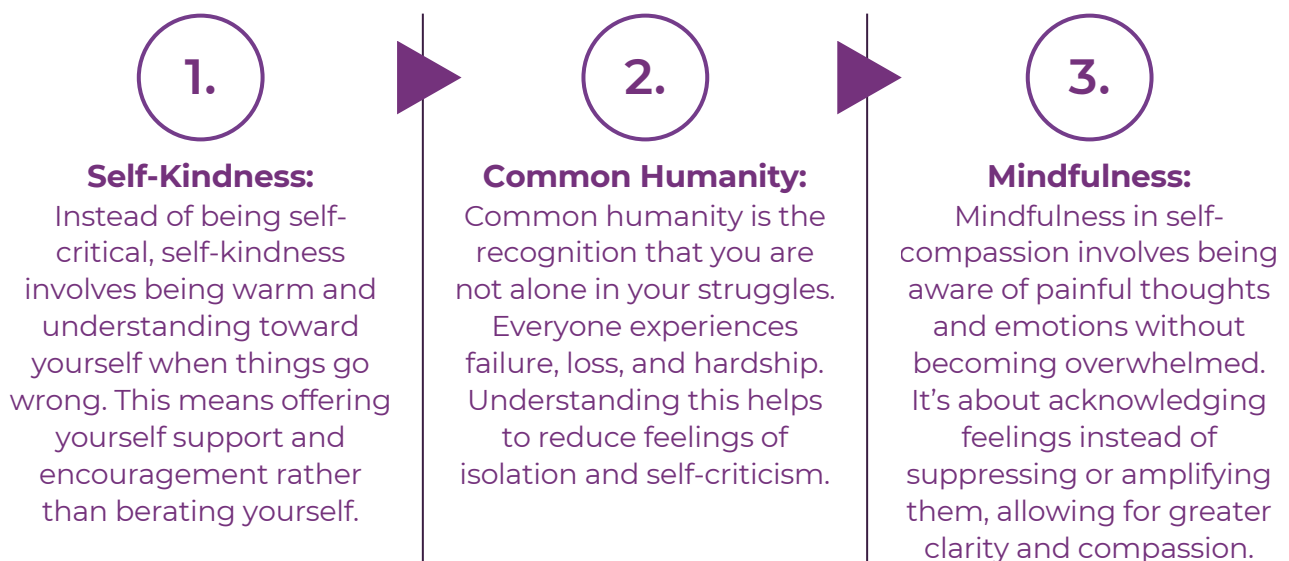 1.
Self-Kindness:
Instead of being self-
critical, self-kindness
involves being warm and
understanding toward
yourself when things go
wrong. This means offering
yourself support and
encouragement rather
than berating yourself.
2.
Common Humanity:
Common humanity is the
recognition that you are
not alone in your struggles.
Everyone experiences
failure, loss, and hardship.
Understanding this helps
to reduce feelings of
isolation and self-criticism.
3.
Mindfulness:
Mindfulness in self-
compassion involves being
aware of painful thoughts
and emotions without
becoming overwhelmed.
It’s about acknowledging
feelings instead of
suppressing or amplifying
them, allowing for greater
clarity and compassion.